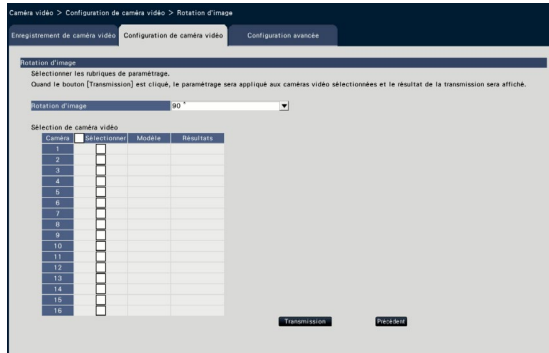 Caméra vidéo > Configuration de caméra vidéo > Rotation d'image
Enregistrement de caméra vidéo Configuration de caméra vidéo Configuration avancée
Rotation d'image
Sélectionner les rubriques de paramétrage.
Quand le bouton [Transmission] est cliqué, le paramétrage sera appliqué aux caméras vidéo sélectionnées et le résultat de la transmission sera affiché.
Rotation d'image 90 °
Sélection de caméra vidéo
Caméra Sélectionner Modèle Résultats
1
2
3
4
5
6
7
8
9
10
11
12
13
14
15
16
Transmission Précédent